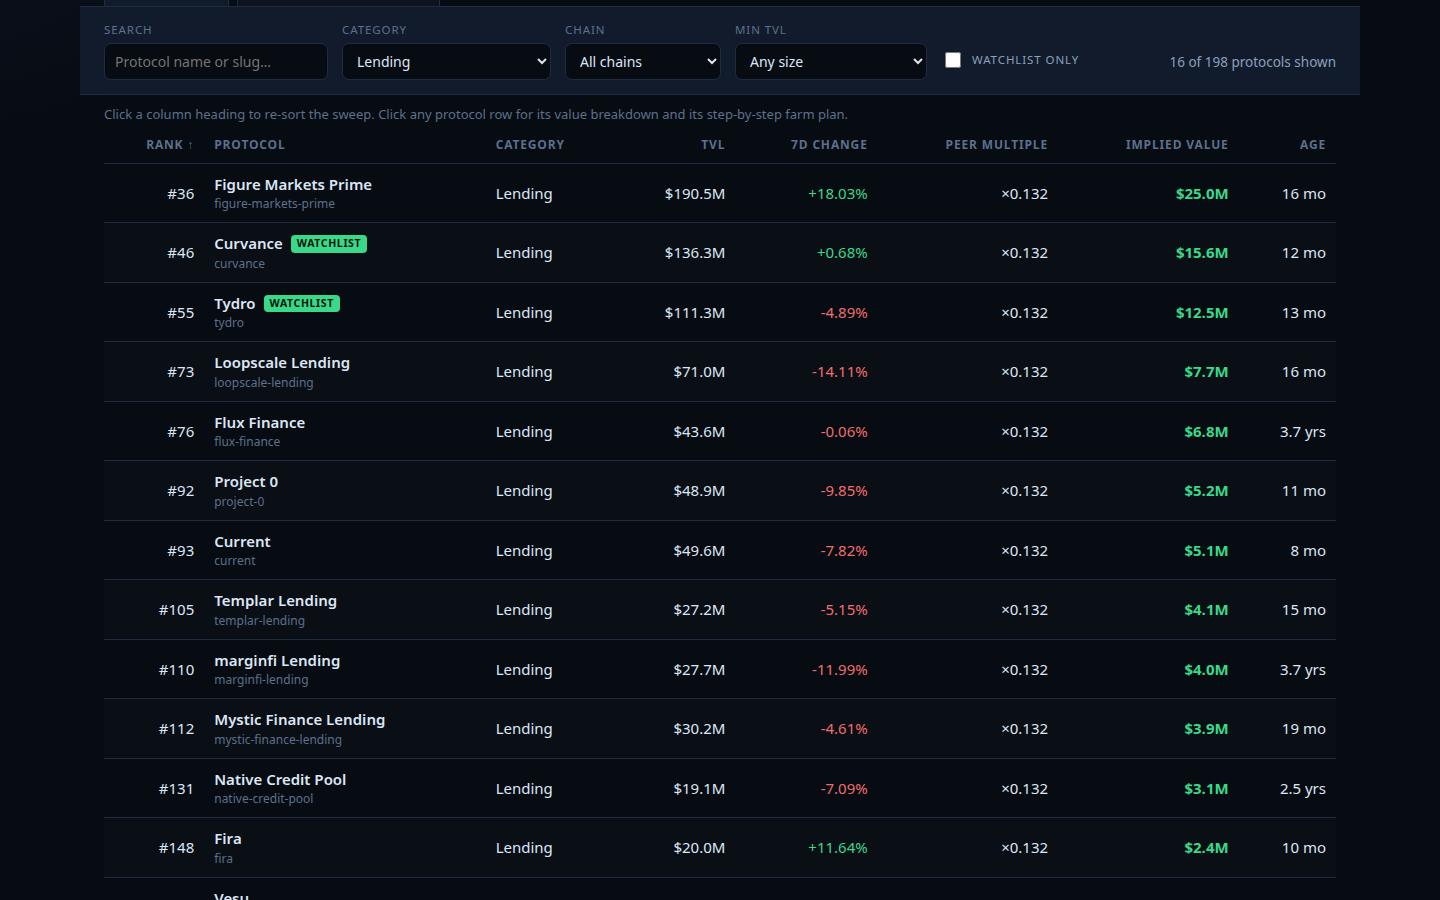 SEARCH CATEGORY CHAIN MIN TVL
Protocol name or slug... Lending All chains Any size WATCHLIST ONLY 16 of 198 protocols shown
Click a column heading to re-sort the sweep. Click any protocol row for its value breakdown and its step-by-step farm plan.
RANK ↑ PROTOCOL CATEGORY TVL 7D CHANGE PEER MULTIPLE IMPLIED VALUE AGE
#36 Figure Markets Prime Lending $190.5M +18.03% ×0.132 $25.0M 16 mo
figure-markets-prime
#46 Curvance WATCHLIST Lending $136.3M +0.68% ×0.132 $15.6M 12 mo
curvance
#55 Tydro WATCHLIST Lending $111.3M -4.89% ×0.132 $12.5M 13 mo
tydro
#73 Loopscale Lending Lending $71.0M -14.11% ×0.132 $7.7M 16 mo
loopscale-lending
#76 Flux Finance Lending $43.6M -0.06% ×0.132 $6.8M 3.7 yrs
flux-finance
#92 Project 0 Lending $48.9M -9.85% ×0.132 $5.2M 11 mo
project-0
#93 Current Lending $49.6M -7.82% ×0.132 $5.1M 8 mo
current
#105 Templar Lending Lending $27.2M -5.15% ×0.132 $4.1M 15 mo
templar-lending
#110 marginfi Lending Lending $27.7M -11.99% ×0.132 $4.0M 3.7 yrs
marginfi-lending
#112 Mystic Finance Lending Lending $30.2M -4.61% ×0.132 $3.9M 19 mo
mystic-finance-lending
#131 Native Credit Pool Lending $19.1M -7.09% ×0.132 $3.1M 2.5 yrs
native-credit-pool
#148 Fira Lending $20.0M +11.64% ×0.132 $2.4M 10 mo
fira
Vesu